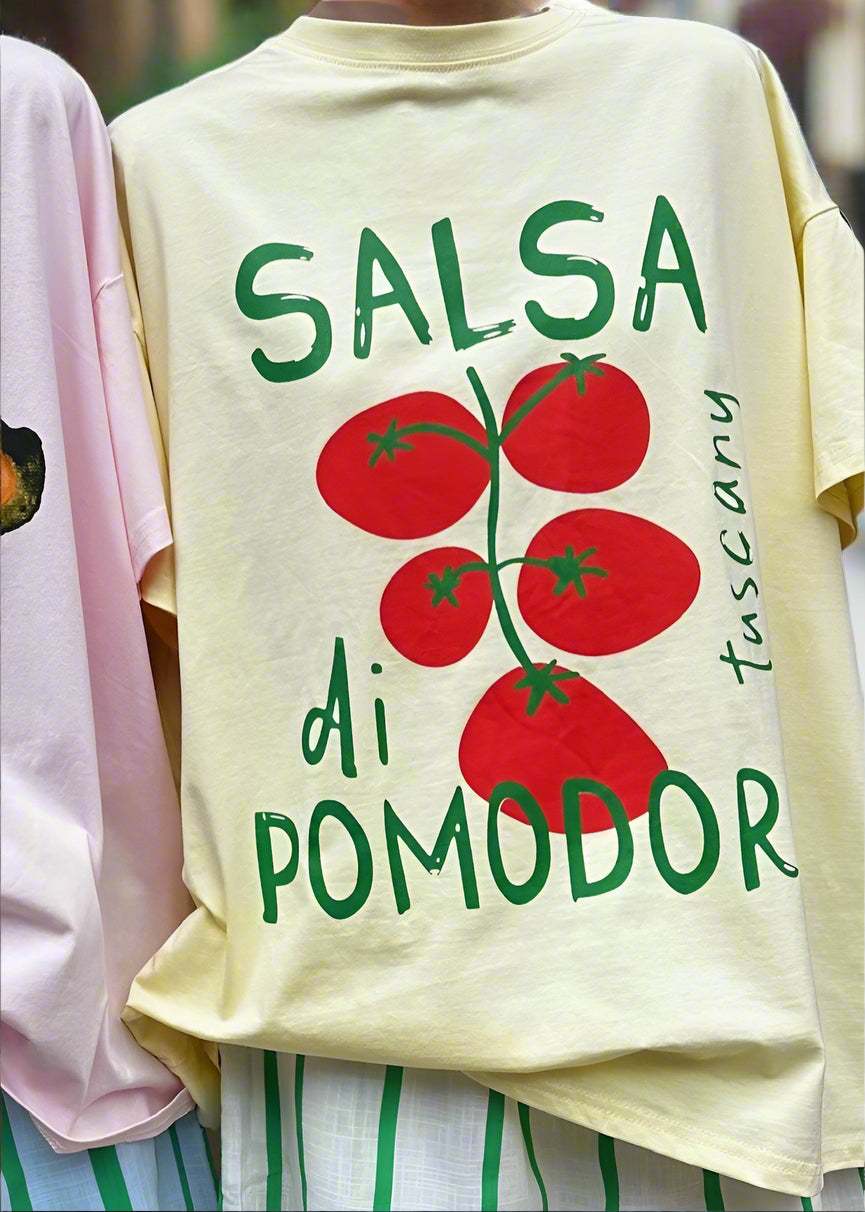 SALSA
tuscany
di
POMODOR